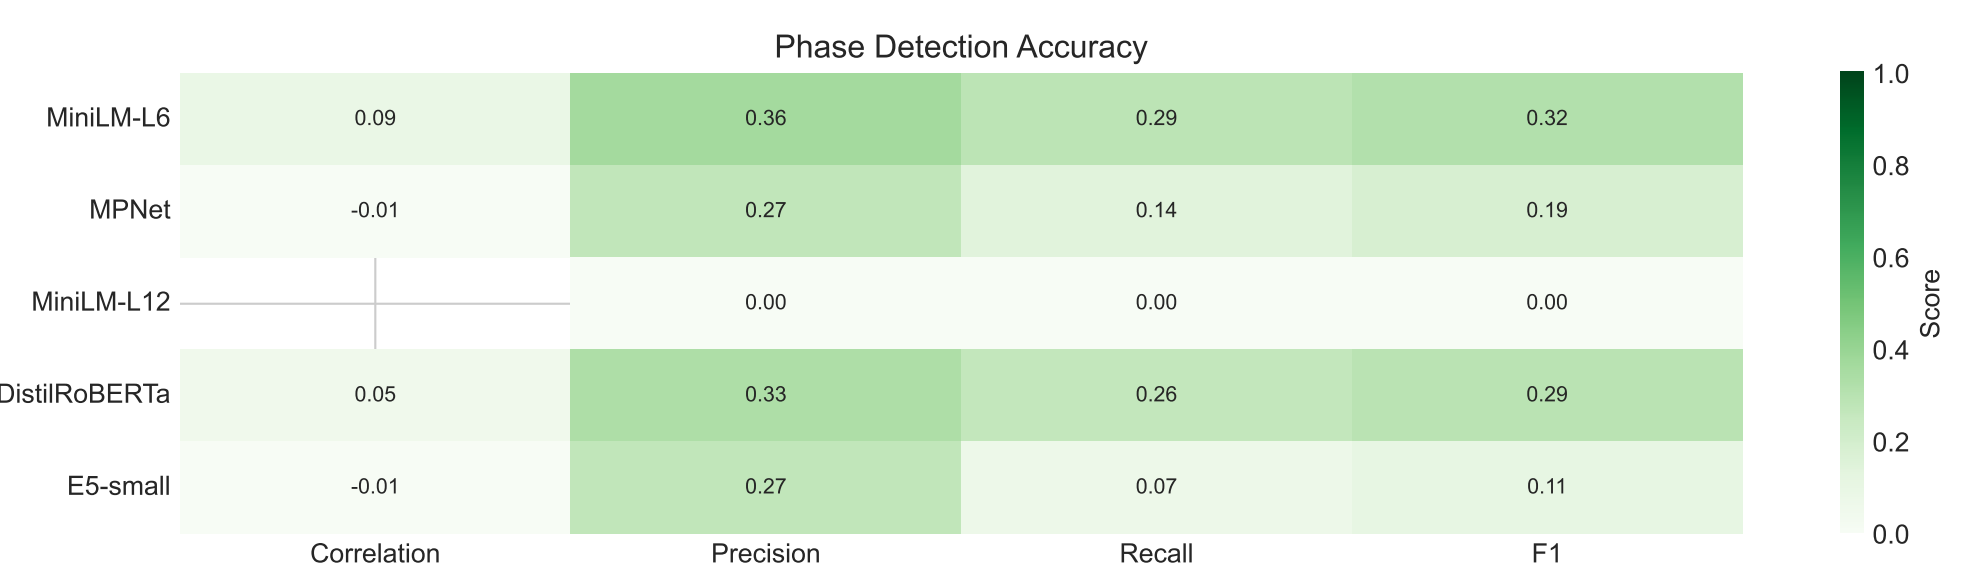 Phase Detection Accuracy
MiniLM-L6 0.09 0.36 0.29 0.32
MPNet -0.01 0.27 0.14 0.19
MiniLM-L12 0.00 0.00 0.00
DistilRoBERTa 0.05 0.33 0.26 0.29
E5-small -0.01 0.27 0.07 0.11
Correlation Precision Recall F1
1.0
0.8
0.6
0.4
0.2
0.0
Score